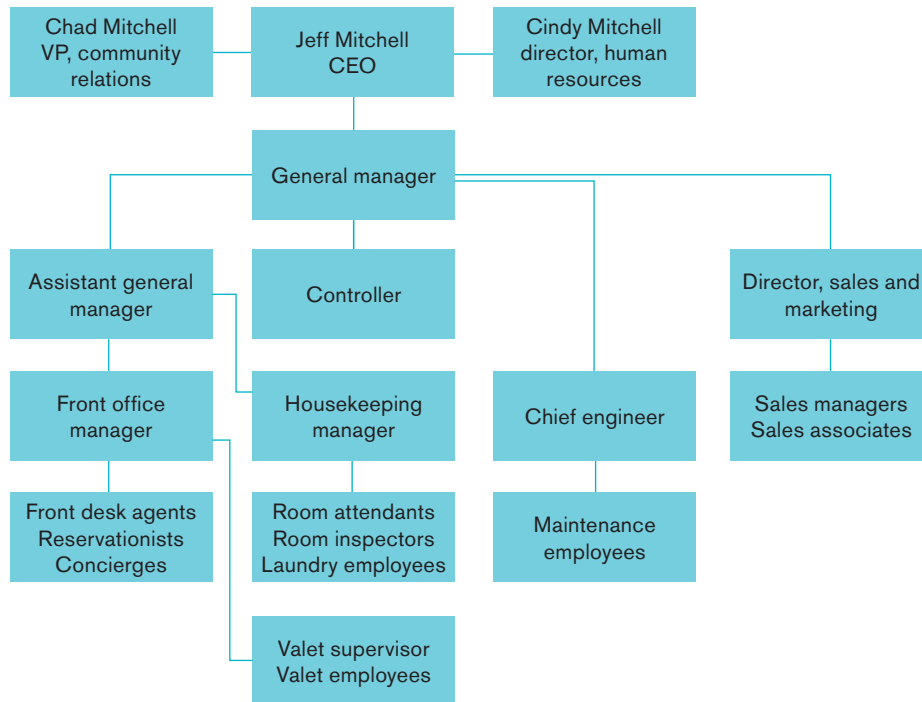 Chad Mitchell
VP, community
relations
Jeff Mitchell
CEO
Cindy Mitchell
director, human
resources
General manager
Assistant general
manager
Controller
Director, sales and
marketing
Front office
manager
Housekeeping
manager
Chief engineer
Sales managers
Sales associates
Front desk agents
Reservationists
Concierges
Room attendants
Room inspectors
Laundry employees
Maintenance
employees
Valet supervisor
Valet employees